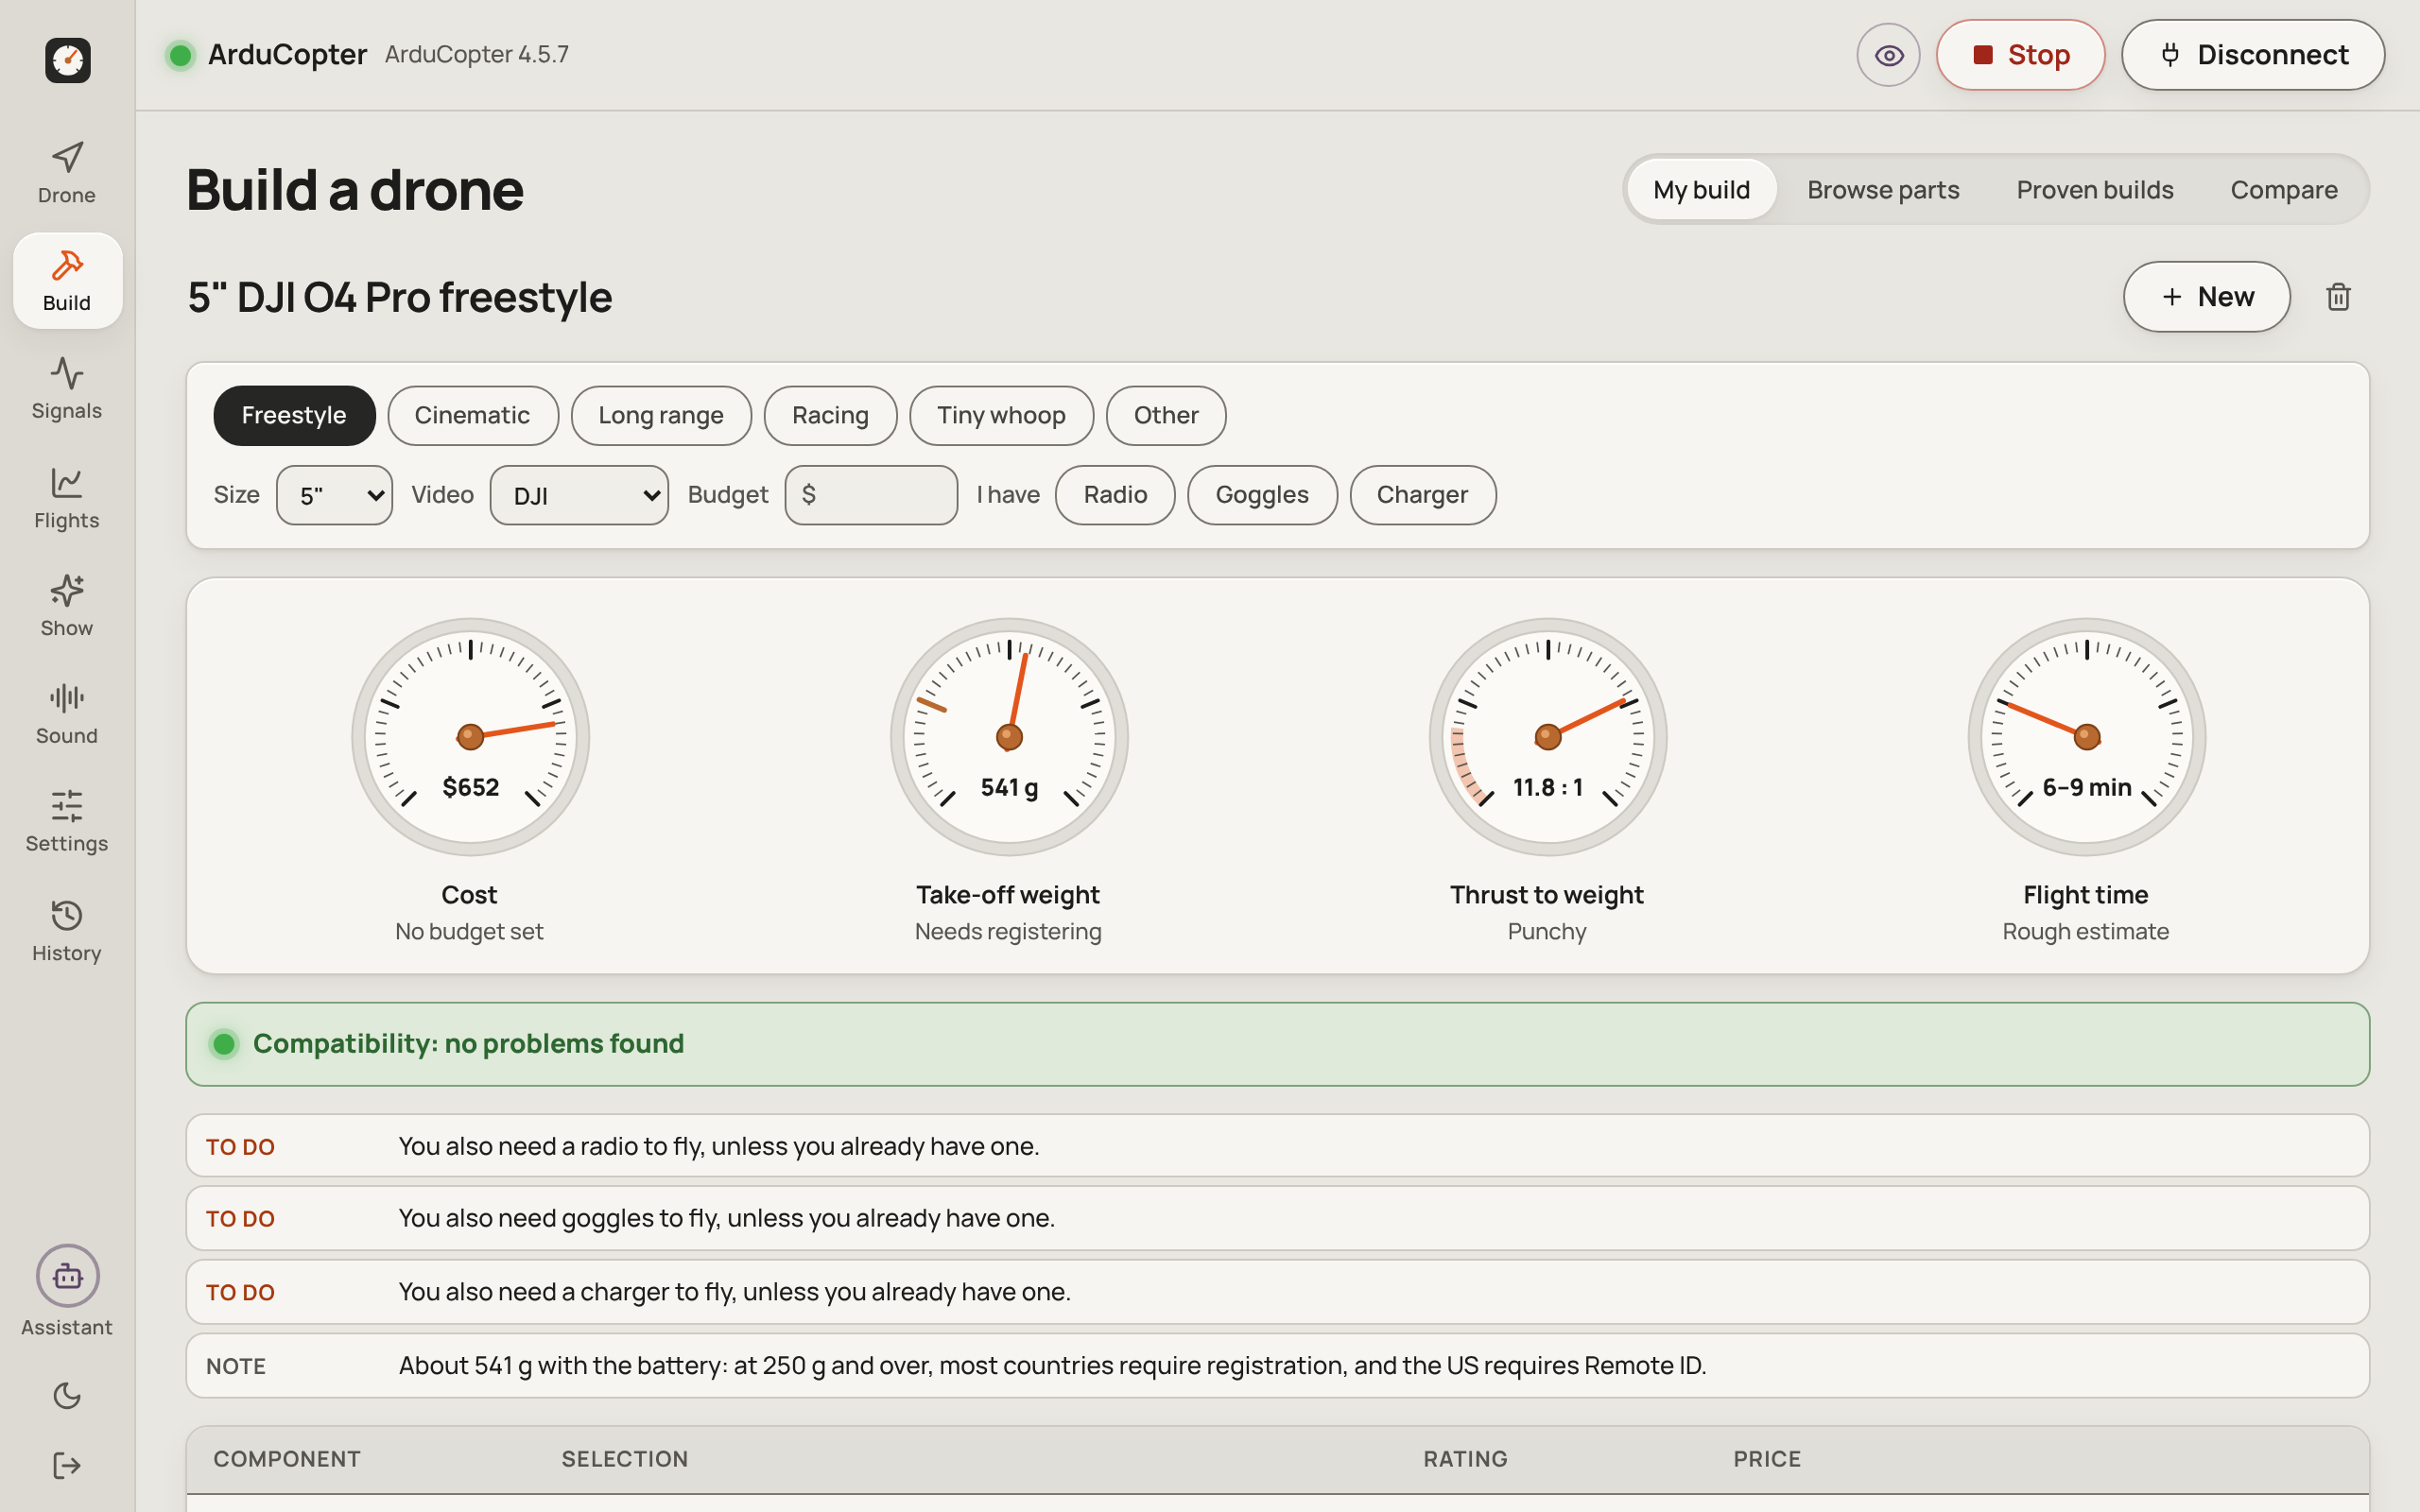 ArduCopter ArduCopter 4.5.7
Stop
Disconnect
Drone
Build
Signals
Flights
Show
Sound
Settings
History
Assistant
Build a drone
My build Browse parts Proven builds Compare
5" DJI O4 Pro freestyle
+ New
Freestyle Cinematic Long range Racing Tiny whoop Other
Size 5" Video DJI Budget $ I have Radio Goggles Charger
$652
Cost
No budget set
541 g
Take-off weight
Needs registering
11.8 : 1
Thrust to weight
Punchy
6–9 min
Flight time
Rough estimate
Compatibility: no problems found
TO DO You also need a radio to fly, unless you already have one.
TO DO You also need goggles to fly, unless you already have one.
TO DO You also need a charger to fly, unless you already have one.
NOTE About 541 g with the battery: at 250 g and over, most countries require registration, and the US requires Remote ID.
COMPONENT SELECTION RATING PRICE